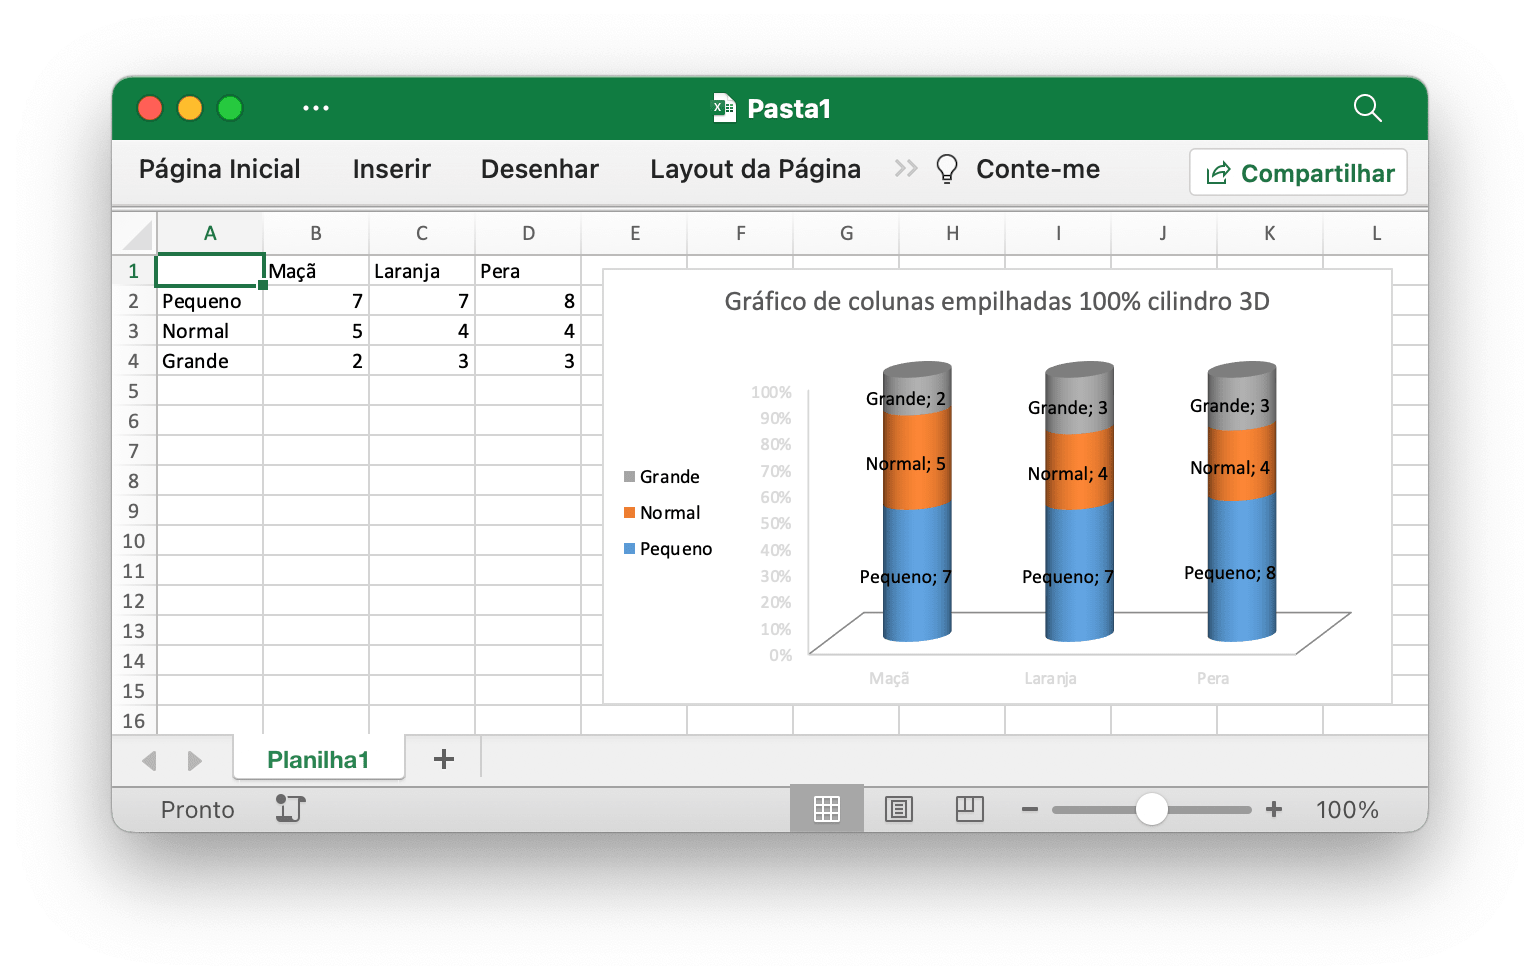 Pasta1
Página Inicial Inserir Desenhar Layout da Página Conte-me Compartilhar
A B C D E F G H I J K L
1 Maçã Laranja Pera
2 Pequeno 7 7 8
3 Normal 5 4 4
4 Grande 2 3 3
5
6
7
8
9
10
11
12
13
14
15
16
Gráfico de colunas empilhadas 100% cilindro 3D
Grande
Normal
Pequeno
100%
90%
80%
70%
60%
50%
40%
30%
20%
10%
0%
Grande; 2 Grande; 3 Grande; 3
Normal; 5 Normal; 4 Normal; 4
Pequeno; 7 Pequeno; 7 Pequeno; 8
Maçã Laranja Pera
Planilha1
Pronto 100%